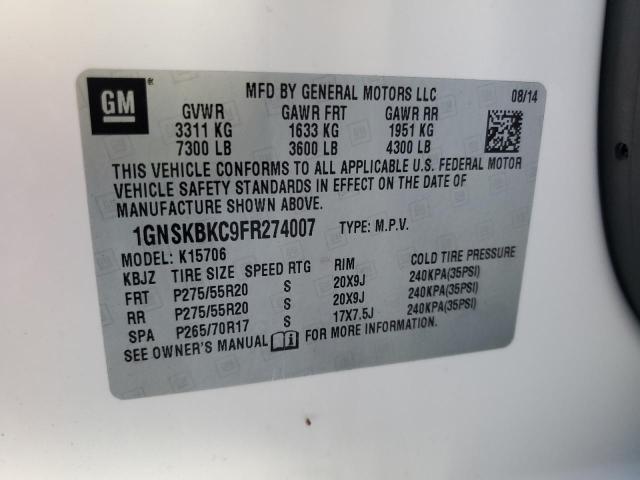 GM
MFD BY GENERAL MOTORS LLC 08/14
GVWR GAWR FRT GAWR RR
3311 KG 1633 KG 1951 KG
7300 LB 3600 LB 4300 LB
THIS VEHICLE CONFORMS TO ALL APPLICABLE U.S. FEDERAL MOTOR
VEHICLE SAFETY STANDARDS IN EFFECT ON THE DATE OF
MANUFACTURE SHOWN ABOVE.
1GNSKBKC9FR274007 TYPE: M.P.V.
MODEL: K15706
KBJZ TIRE SIZE SPEED RTG RIM COLD TIRE PRESSURE
FRT P275/55R20 S 20X9J 240KPA(35PSI)
RR P275/55R20 S 20X9J 240KPA(35PSI)
SPA P265/70R17 S 17X7.5J 240KPA(35PSI)
SEE OWNER'S MANUAL FOR MORE INFORMATION.